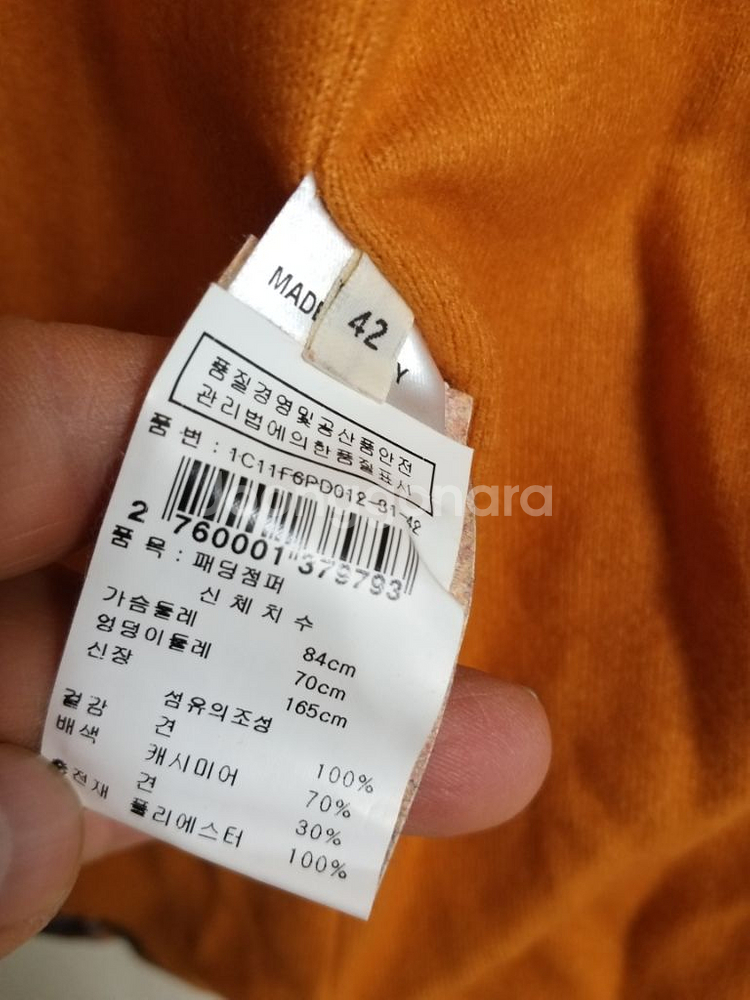 MADE
42
Y
품질경영및공산품안전
관리법에의한품질표시
품 번 : 1C11F6PD012-31-42
2 760001 379793
품 목 : 패딩점퍼
신 체 치 수
가슴둘레 84cm
엉덩이둘레 70cm
신장 165cm
섬유의조성
겉감 견 100%
배색 캐시미어 70%
견 30%
충전재 폴리에스터 100%
joonggonara